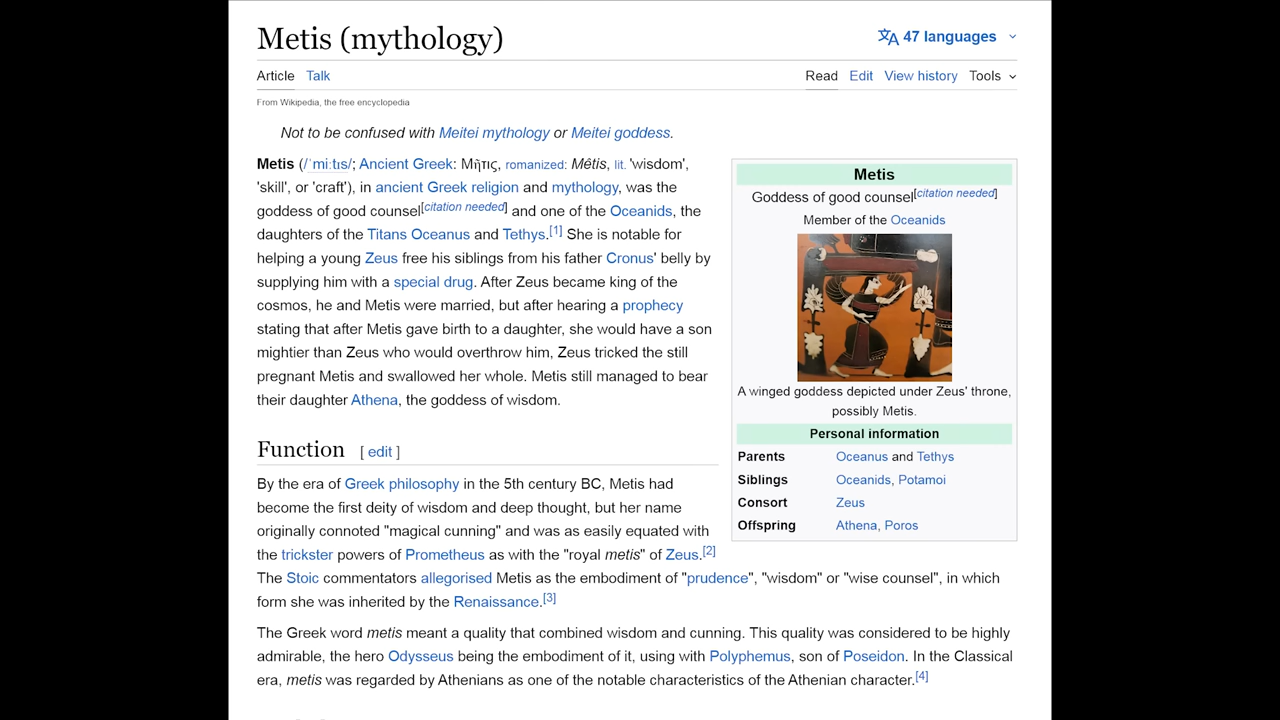 Metis (mythology)
47 languages
Article Talk
Read Edit View history Tools
From Wikipedia, the free encyclopedia
Not to be confused with Meitei mythology or Meitei goddess.
Metis (/ˈmiːtɪs/; Ancient Greek: Μῆτις, romanized: Mêtis, lit. 'wisdom',
'skill', or 'craft'), in ancient Greek religion and mythology, was the
goddess of good counsel[citation needed] and one of the Oceanids, the
daughters of the Titans Oceanus and Tethys.[1] She is notable for
helping a young Zeus free his siblings from his father Cronus' belly by
supplying him with a special drug. After Zeus became king of the
cosmos, he and Metis were married, but after hearing a prophecy
stating that after Metis gave birth to a daughter, she would have a son
mightier than Zeus who would overthrow him, Zeus tricked the still
pregnant Metis and swallowed her whole. Metis still managed to bear
their daughter Athena, the goddess of wisdom.
Metis
Goddess of good counsel[citation needed]
Member of the Oceanids
A winged goddess depicted under Zeus' throne,
possibly Metis.
Personal information
Parents Oceanus and Tethys
Siblings Oceanids, Potamoi
Consort Zeus
Offspring Athena, Poros
Function [ edit ]
By the era of Greek philosophy in the 5th century BC, Metis had
become the first deity of wisdom and deep thought, but her name
originally connoted "magical cunning" and was as easily equated with
the trickster powers of Prometheus as with the "royal metis" of Zeus.[2]
The Stoic commentators allegorised Metis as the embodiment of "prudence", "wisdom" or "wise counsel", in which
form she was inherited by the Renaissance.[3]
The Greek word metis meant a quality that combined wisdom and cunning. This quality was considered to be highly
admirable, the hero Odysseus being the embodiment of it, using with Polyphemus, son of Poseidon. In the Classical
era, metis was regarded by Athenians as one of the notable characteristics of the Athenian character.[4]